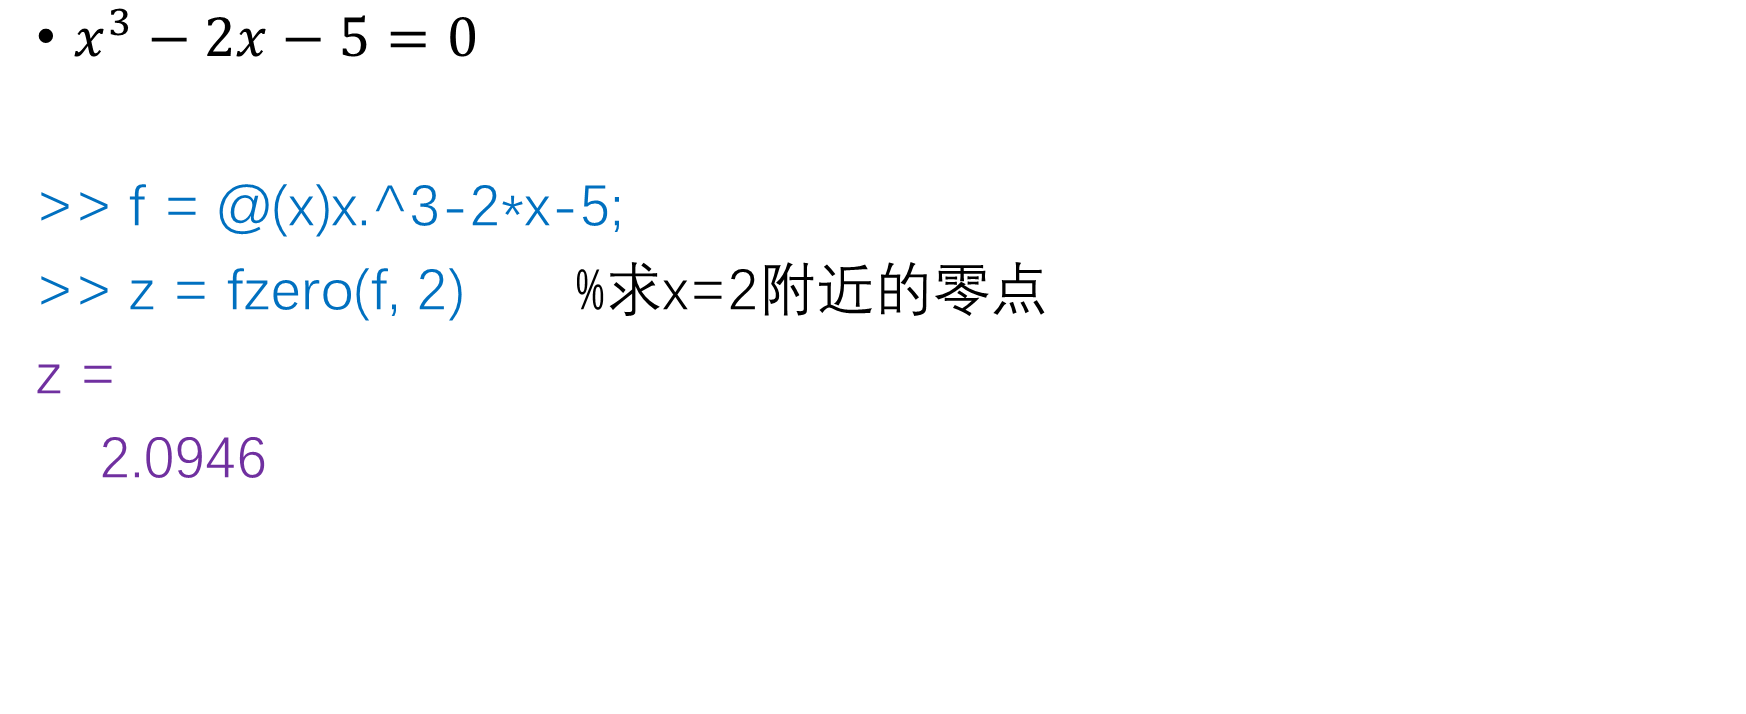 • x³ − 2x − 5 = 0
>> f = @(x)x.^3-2*x-5;
>> z = fzero(f, 2) %求x=2附近的零点
z =
2.0946